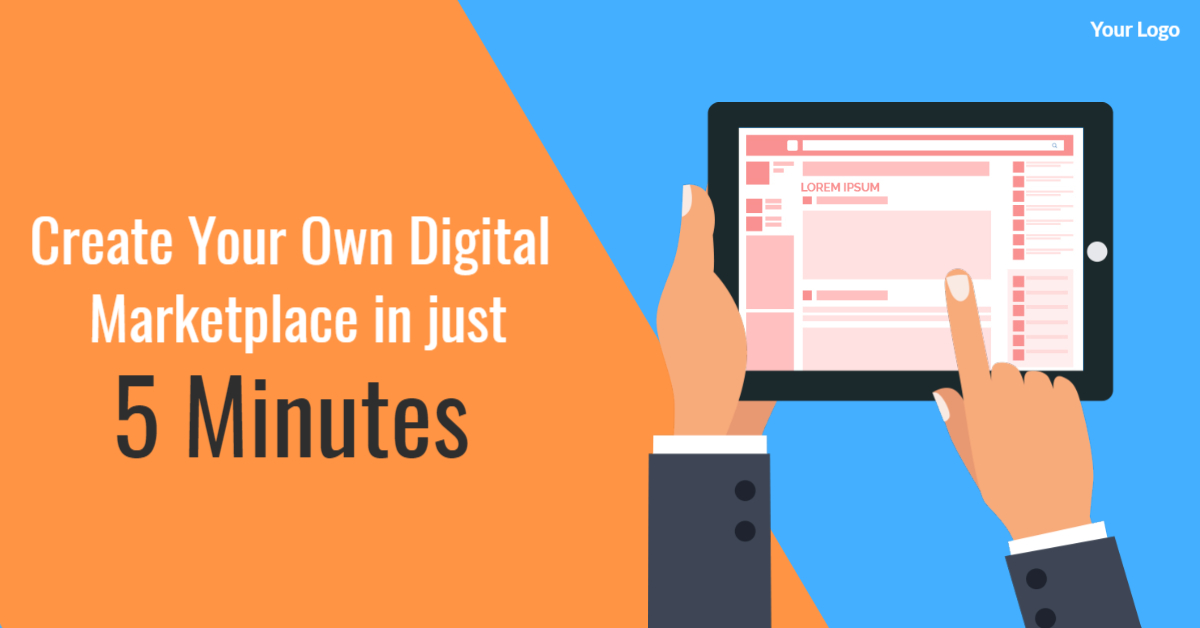 Your Logo
Create Your Own Digital
Marketplace in just
5 Minutes
LOREM IPSUM